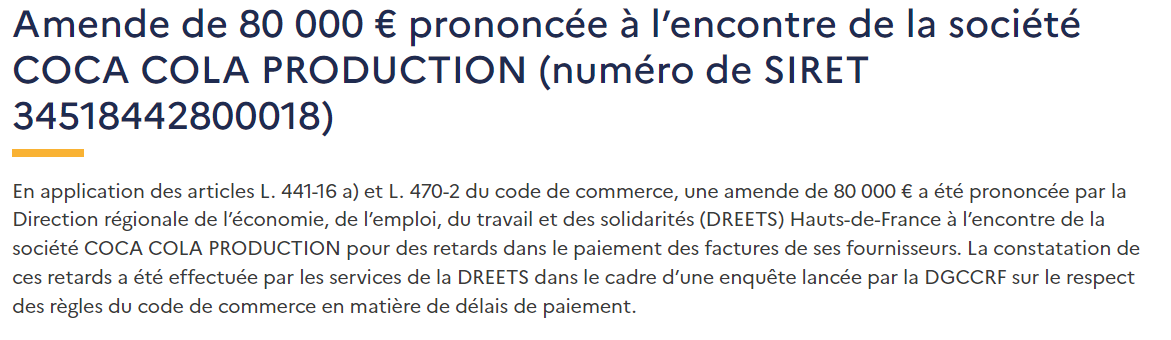 Amende de 80 000 € prononcée à l’encontre de la société
COCA COLA PRODUCTION (numéro de SIRET
34518442800018)
En application des articles L. 441-16 a) et L. 470-2 du code de commerce, une amende de 80 000 € a été prononcée par la
Direction régionale de l’économie, de l’emploi, du travail et des solidarités (DREETS) Hauts-de-France à l’encontre de la
société COCA COLA PRODUCTION pour des retards dans le paiement des factures de ses fournisseurs. La constatation de
ces retards a été effectuée par les services de la DREETS dans le cadre d’une enquête lancée par la DGCCRF sur le respect
des règles du code de commerce en matière de délais de paiement.